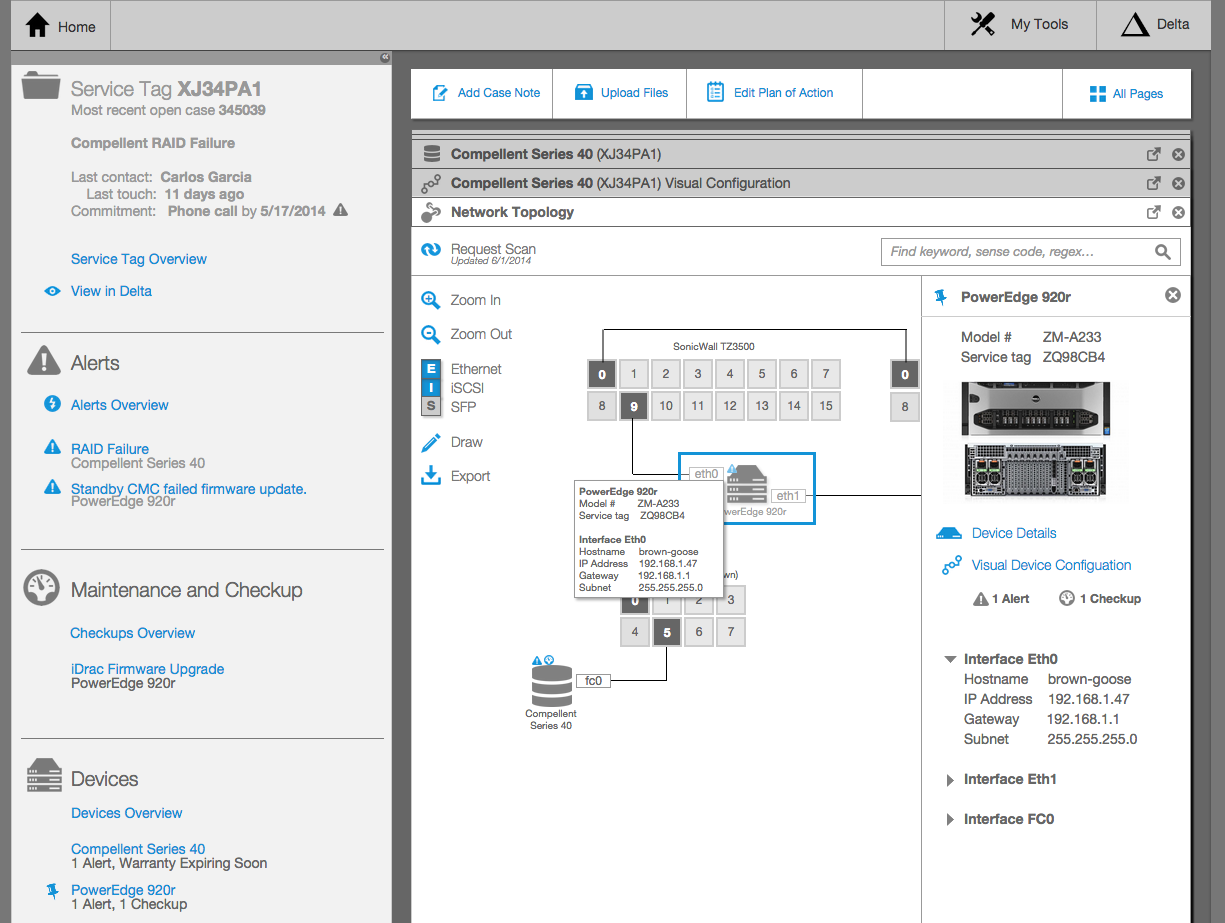 Home
My Tools
Delta
Service Tag XJ34PA1
Most recent open case 345039
Compellent RAID Failure
Last contact: Carlos Garcia
Last touch: 11 days ago
Commitment: Phone call by 5/17/2014
Service Tag Overview
View in Delta
Alerts
Alerts Overview
RAID Failure
Compellent Series 40
Standby CMC failed firmware update.
PowerEdge 920r
Maintenance and Checkup
Checkups Overview
iDrac Firmware Upgrade
PowerEdge 920r
Devices
Devices Overview
Compellent Series 40
1 Alert, Warranty Expiring Soon
PowerEdge 920r
1 Alert, 1 Checkup
Add Case Note
Upload Files
Edit Plan of Action
All Pages
Compellent Series 40 (XJ34PA1)
Compellent Series 40 (XJ34PA1) Visual Configuration
Network Topology
Request Scan
Updated 6/1/2014
Find keyword, sense code, regex...
Zoom In
Zoom Out
E Ethernet
I iSCSI
S SFP
Draw
Export
SonicWall TZ3500
0 1 2 3 4 5 6 7
8 9 10 11 12 13 14 15
0
8
eth0
eth1
werEdge 920r
PowerEdge 920r
Model # ZM-A233
Service tag ZQ98CB4
Interface Eth0
Hostname brown-goose
IP Address 192.168.1.47
Gateway 192.168.1.1
Subnet 255.255.255.0
wn)
0 1 2 3
4 5 6 7
fc0
Compellent
Series 40
PowerEdge 920r
Model # ZM-A233
Service tag ZQ98CB4
Device Details
Visual Device Configuration
1 Alert
1 Checkup
Interface Eth0
Hostname brown-goose
IP Address 192.168.1.47
Gateway 192.168.1.1
Subnet 255.255.255.0
Interface Eth1
Interface FC0